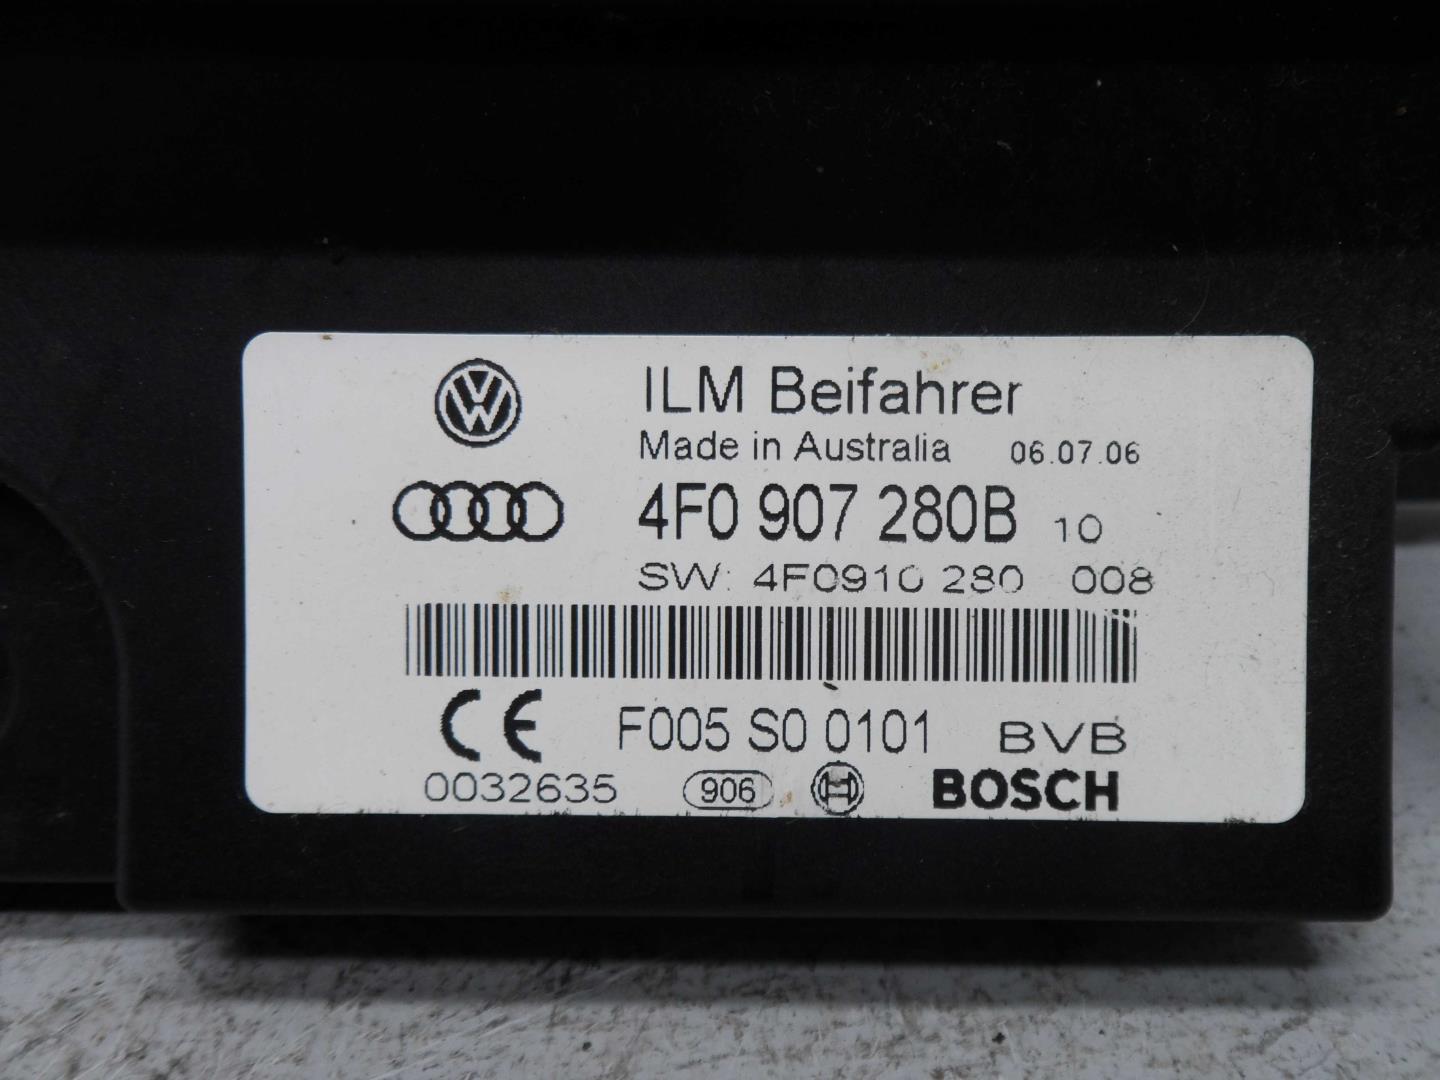 ILM Beifahrer
Made in Australia 06.07.06
4F0 907 280B 10
SW: 4F0910 280 008
CE F005 S0 0101 BVB
0032635 906 BOSCH